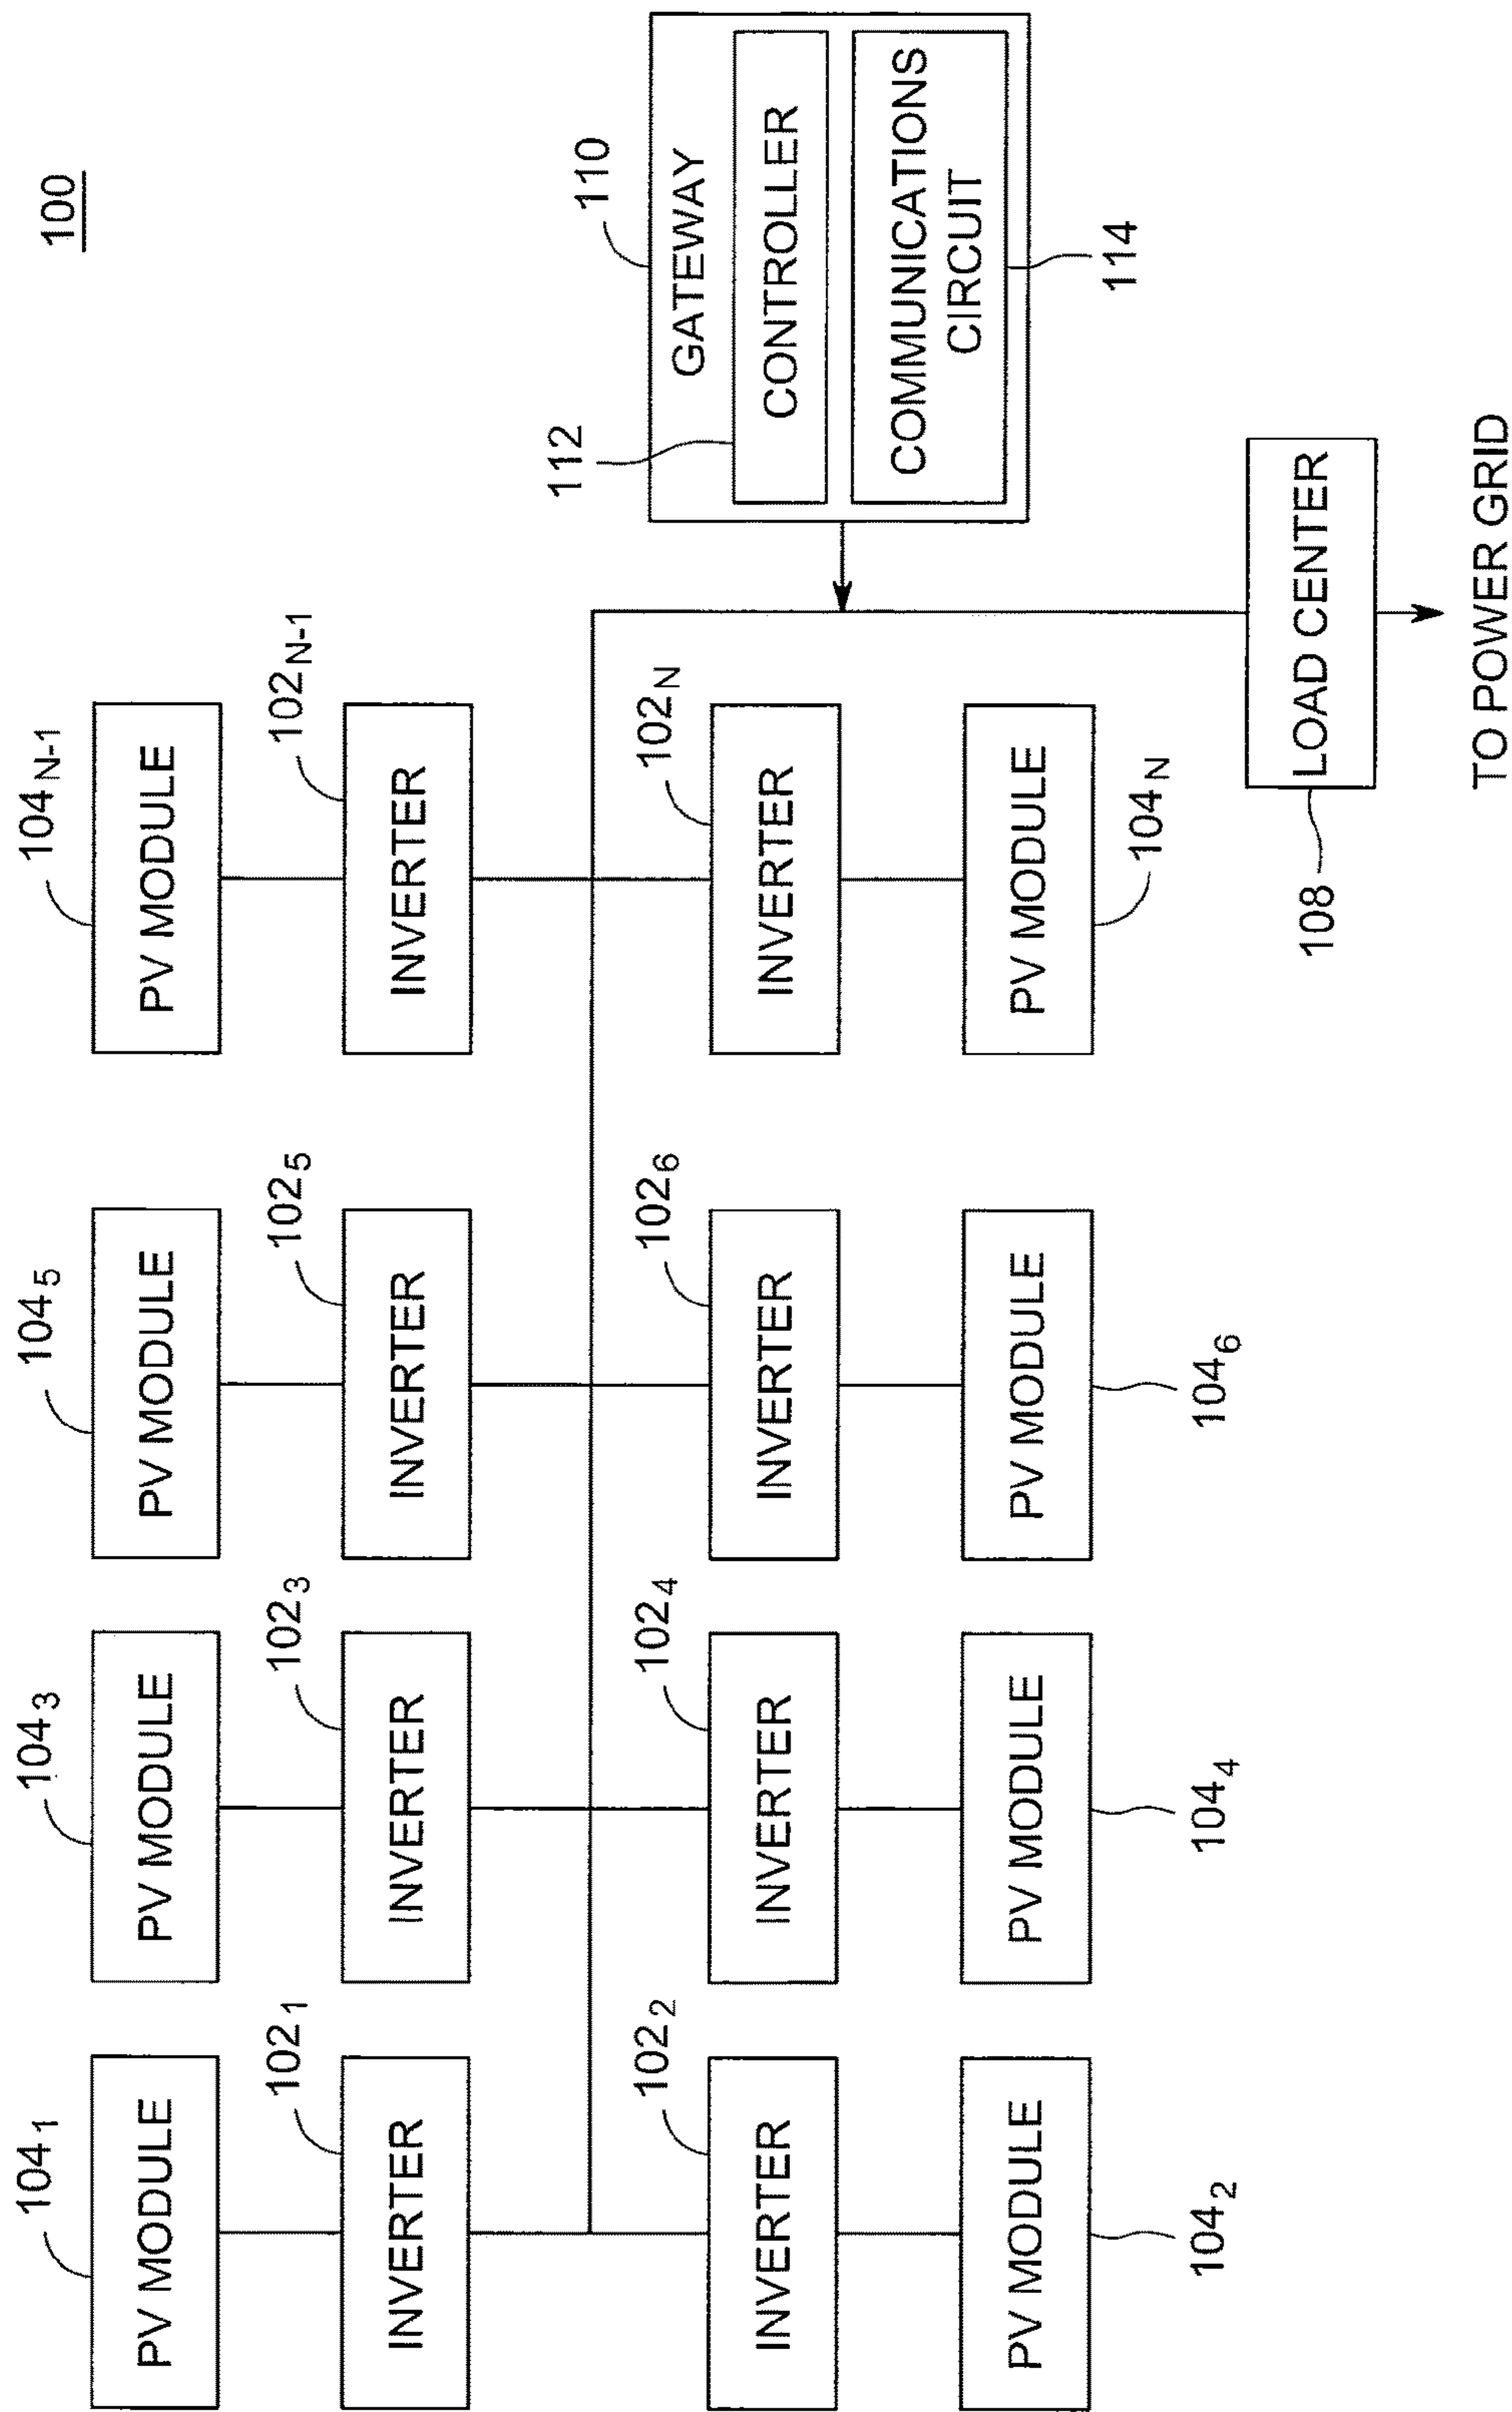 100
104₁
104₃
104₅
104N-1
PV MODULE
PV MODULE
PV MODULE
PV MODULE
102₁
102₃
102₅
102N-1
INVERTER
INVERTER
INVERTER
INVERTER
102₂
102₄
102₆
102N
INVERTER
INVERTER
INVERTER
INVERTER
PV MODULE
PV MODULE
PV MODULE
PV MODULE
104₂
104₄
104₆
104N
110
GATEWAY
112
CONTROLLER
COMMUNICATIONS
CIRCUIT
114
LOAD CENTER
108
TO POWER GRID